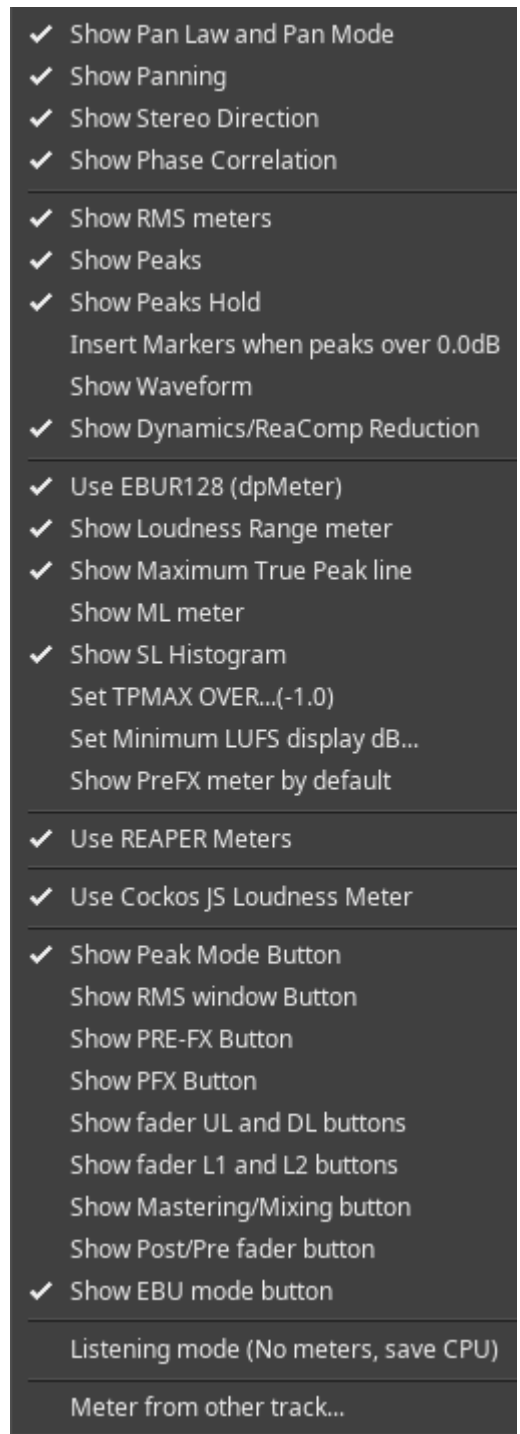 Show Pan Law and Pan Mode
Show Panning
Show Stereo Direction
Show Phase Correlation
Show RMS meters
Show Peaks
Show Peaks Hold
Insert Markers when peaks over 0.0dB
Show Waveform
Show Dynamics/ReaComp Reduction
Use EBUR128 (dpMeter)
Show Loudness Range meter
Show Maximum True Peak line
Show ML meter
Show SL Histogram
Set TPMAX OVER...(-1.0)
Set Minimum LUFS display dB...
Show PreFX meter by default
Use REAPER Meters
Use Cockos JS Loudness Meter
Show Peak Mode Button
Show RMS window Button
Show PRE-FX Button
Show PFX Button
Show fader UL and DL buttons
Show fader L1 and L2 buttons
Show Mastering/Mixing button
Show Post/Pre fader button
Show EBU mode button
Listening mode (No meters, save CPU)
Meter from other track...